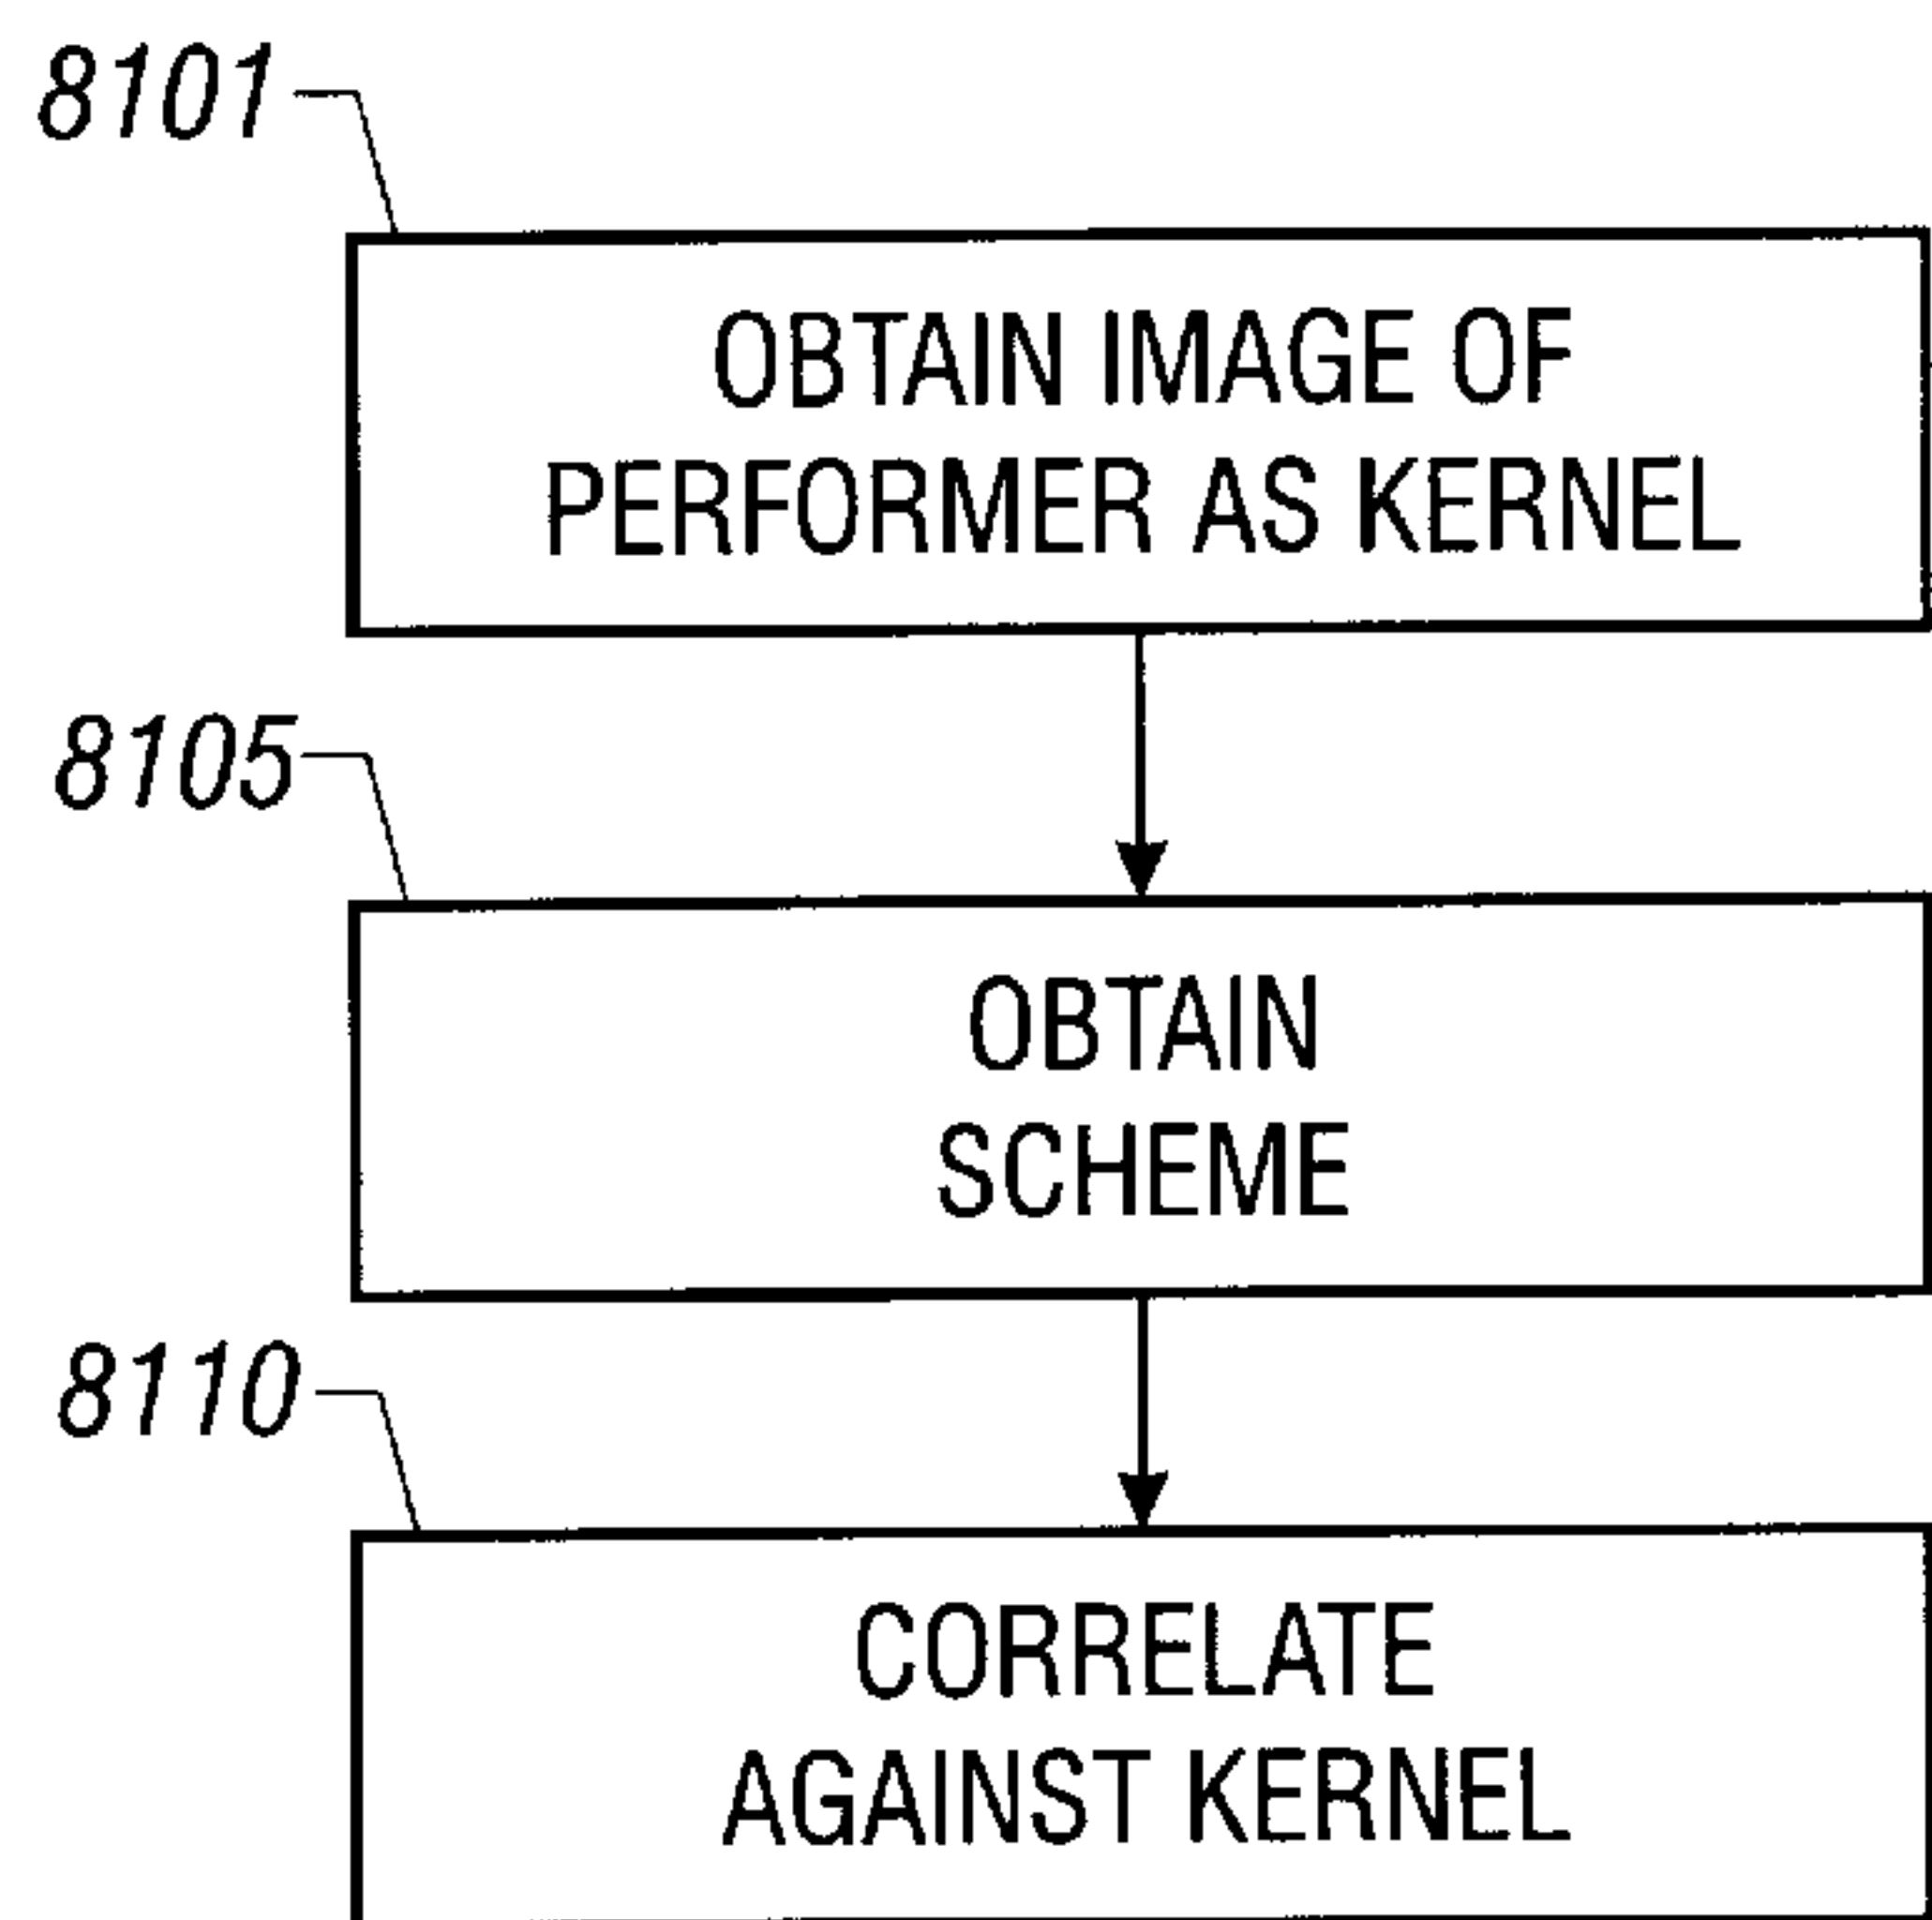 8101
OBTAIN IMAGE OF
PERFORMER AS KERNEL
8105
OBTAIN
SCHEME
8110
CORRELATE
AGAINST KERNEL